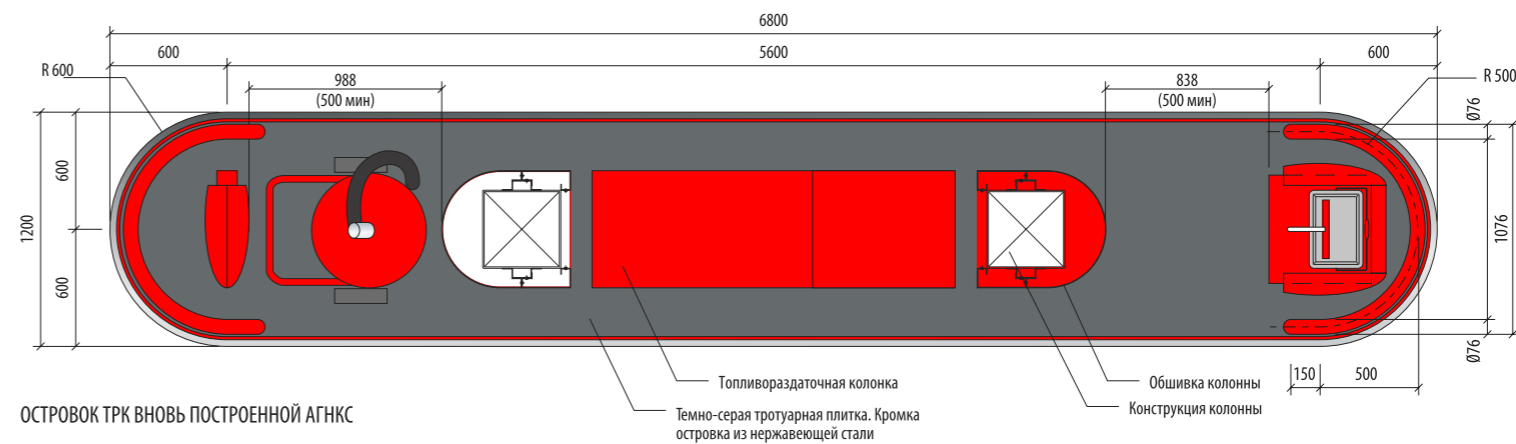 6800
600
5600
600
R 600
988
(500 мин)
838
(500 мин)
R 500
Ø76
600
1200
600
1076
Ø76
150
500
Топливораздаточная колонка
Обшивка колонны
Конструкция колонны
Темно-серая тротуарная плитка. Кромка
островка из нержавеющей стали
ОСТРОВОК ТРК ВНОВЬ ПОСТРОЕННОЙ АГНКС